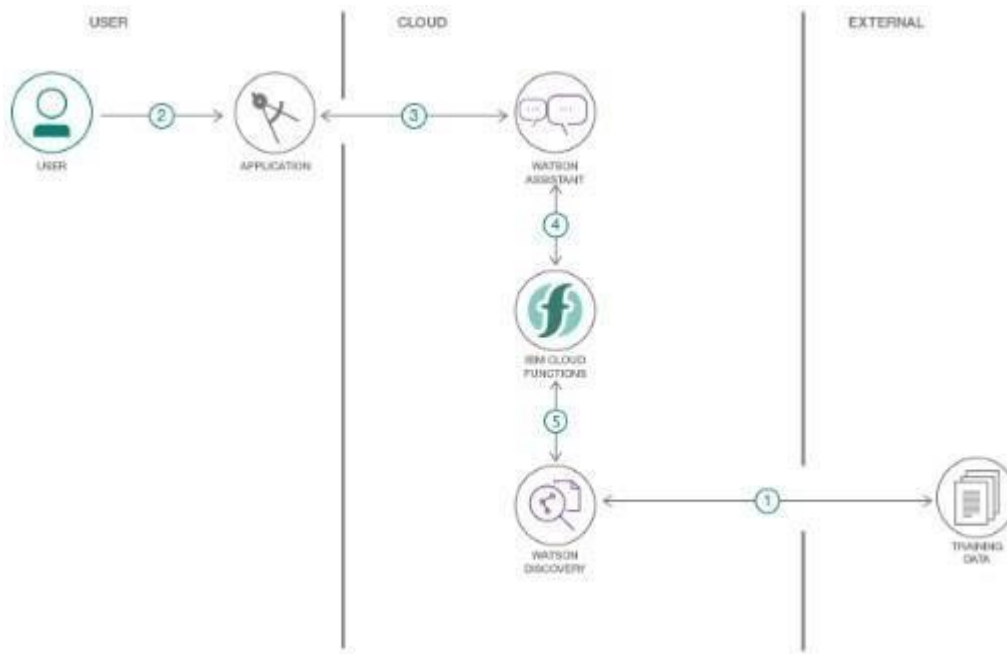 USER
CLOUD
EXTERNAL
2
3
USER
APPLICATION
WATSON
ASSISTANT
4
IBM CLOUD
FUNCTIONS
5
1
WATSON
DISCOVERY
TRAINING
DATA